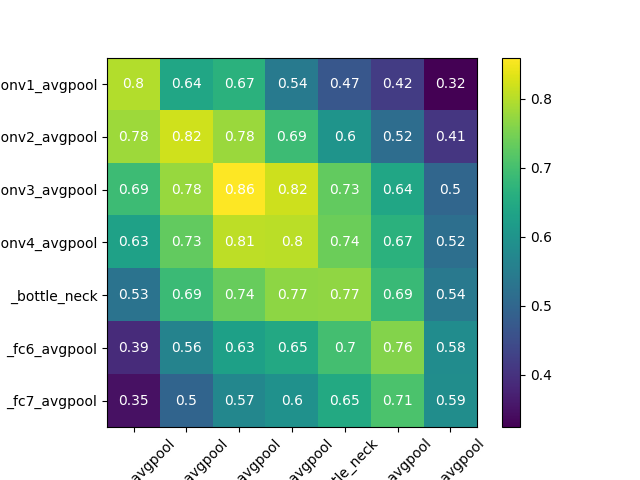 onv1_avgpool 0.8 0.64 0.67 0.54 0.47 0.42 0.32
onv2_avgpool 0.78 0.82 0.78 0.69 0.6 0.52 0.41
onv3_avgpool 0.69 0.78 0.86 0.82 0.73 0.64 0.5
onv4_avgpool 0.63 0.73 0.81 0.8 0.74 0.67 0.52
_bottle_neck 0.53 0.69 0.74 0.77 0.77 0.69 0.54
_fc6_avgpool 0.39 0.56 0.63 0.65 0.7 0.76 0.58
_fc7_avgpool 0.35 0.5 0.57 0.6 0.65 0.71 0.59
avgpool avgpool avgpool avgpool tle_neck avgpool avgpool
0.8
0.7
0.6
0.5
0.4